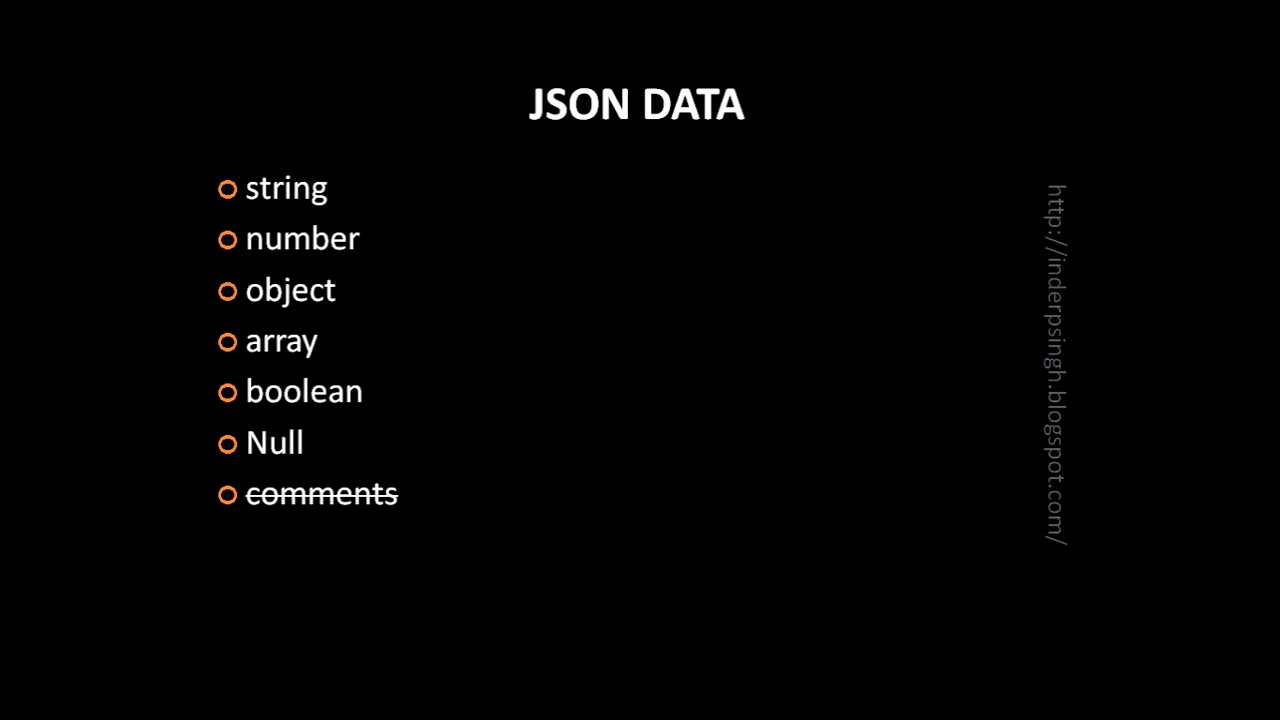 JSON DATA
string
number
object
array
boolean
Null
comments
http://inderpsingh.blogspot.com/